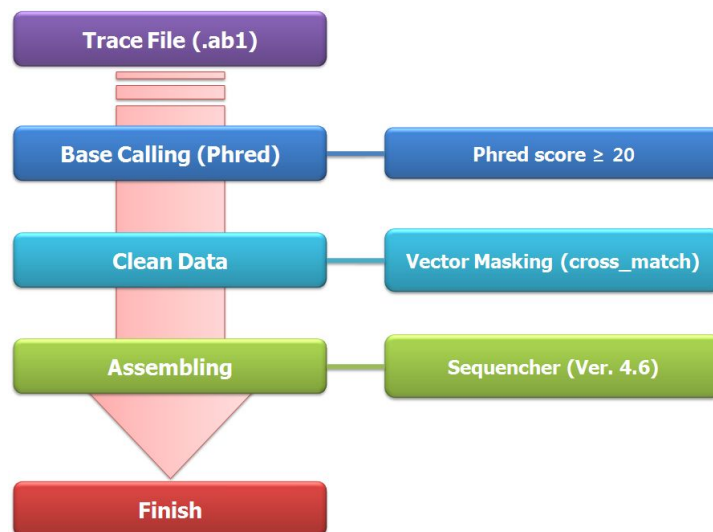 Trace File (.ab1)
Base Calling (Phred)
Phred score ≥ 20
Clean Data
Vector Masking (cross_match)
Assembling
Sequencher (Ver. 4.6)
Finish